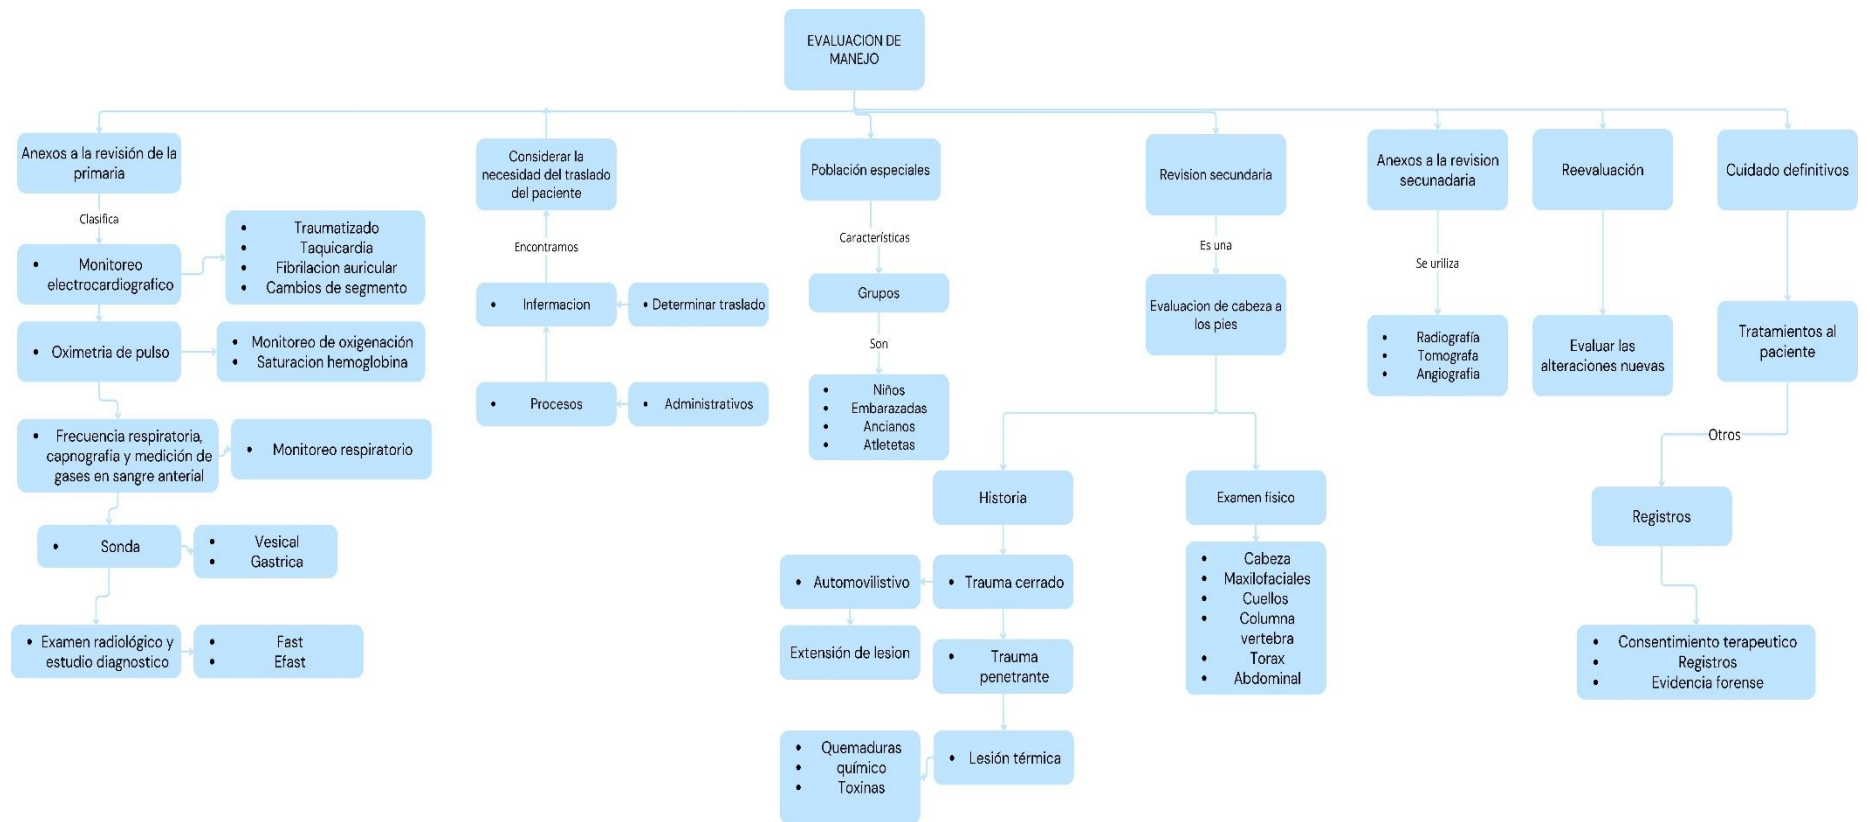 EVALUACION DE
MANEJO
Anexos a la revisión de la
primaria
Clasifica
• Monitoreo
electrocardiografico
• Traumatizado
• Taquicardia
• Fibrilacion auricular
• Cambios de segmento
• Oximetria de pulso
• Monitoreo de oxigenación
• Saturacion hemoglobina
• Frecuencia respiratoria,
capnografia y medición de
gases en sangre anterial
• Monitoreo respiratorio
• Sonda
• Vesical
• Gastrica
• Examen radiológico y
estudio diagnostico
• Fast
• Efast
Considerar la
necesidad del traslado
del paciente
Encontramos
• Infermacion
• Determinar traslado
• Procesos
• Administrativos
Población especiales
Característícas
Grupos
Son
• Niños
• Embarazadas
• Ancianos
• Atletetas
Revision secundaria
Es una
Evaluacion de cabeza a
los pies
Historia
• Trauma cerrado
• Automovilistivo
Extensión de lesion
• Trauma
penetrante
• Lesión térmica
• Quemaduras
• químico
• Toxinas
Examen fisico
• Cabeza
• Maxilofaciales
• Cuellos
• Columna
vertebra
• Torax
• Abdominal
Anexos a la revision
secunadaria
Se uriliza
• Radiografía
• Tomografa
• Angiografia
Reevaluación
Evaluar las
alteraciones nuevas
Cuidado definitivos
Tratamientos al
paciente
Otros
Registros
• Consentimiento terapeutico
• Registros
• Evidencia forense